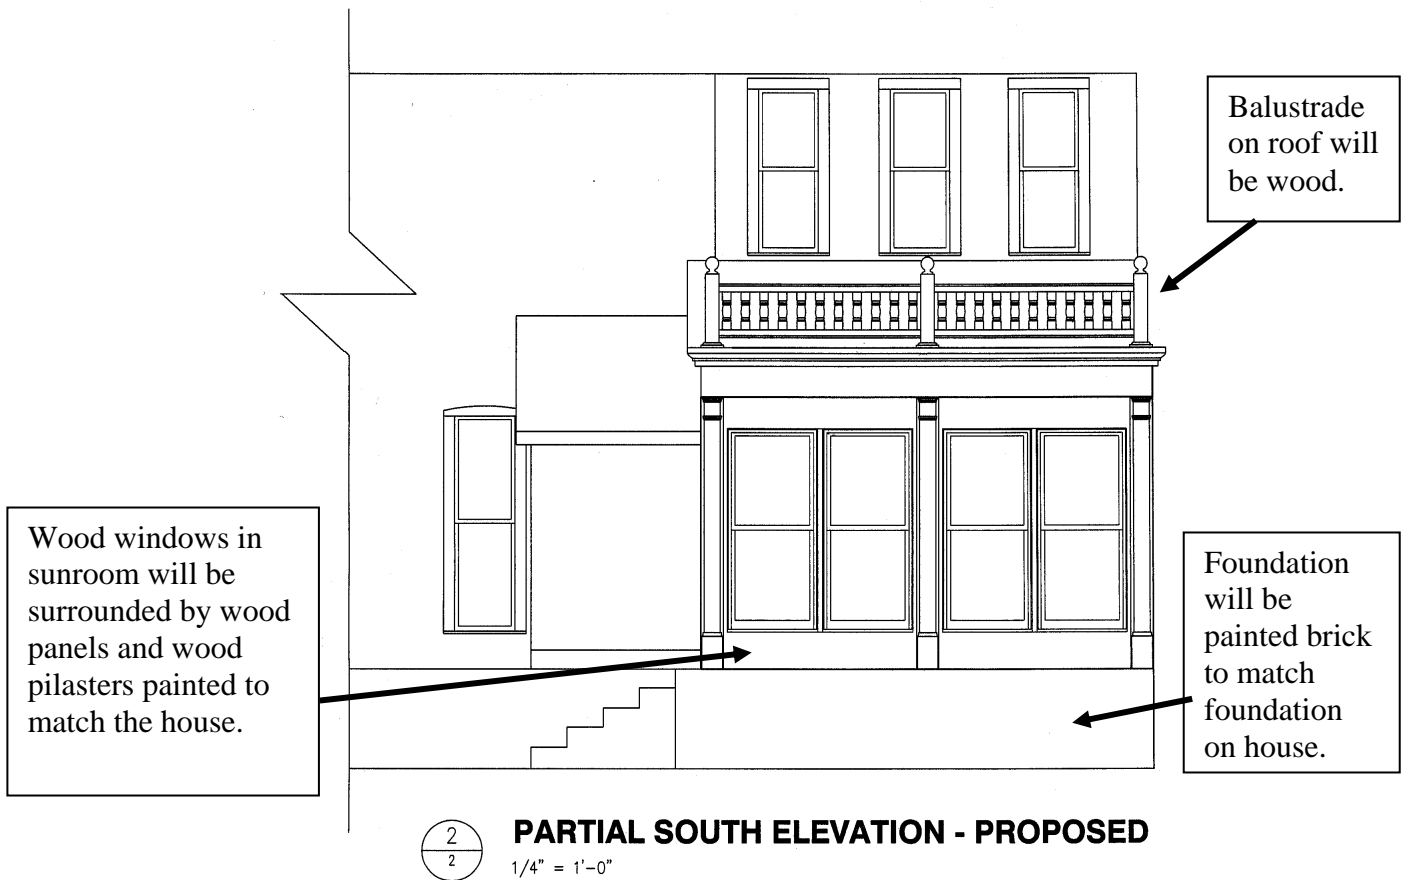 Balustrade
on roof will
be wood.
Wood windows in
sunroom will be
surrounded by wood
panels and wood
pilasters painted to
match the house.
Foundation
will be
painted brick
to match
foundation
on house.
2
2
PARTIAL SOUTH ELEVATION - PROPOSED
1/4" = 1'-0"